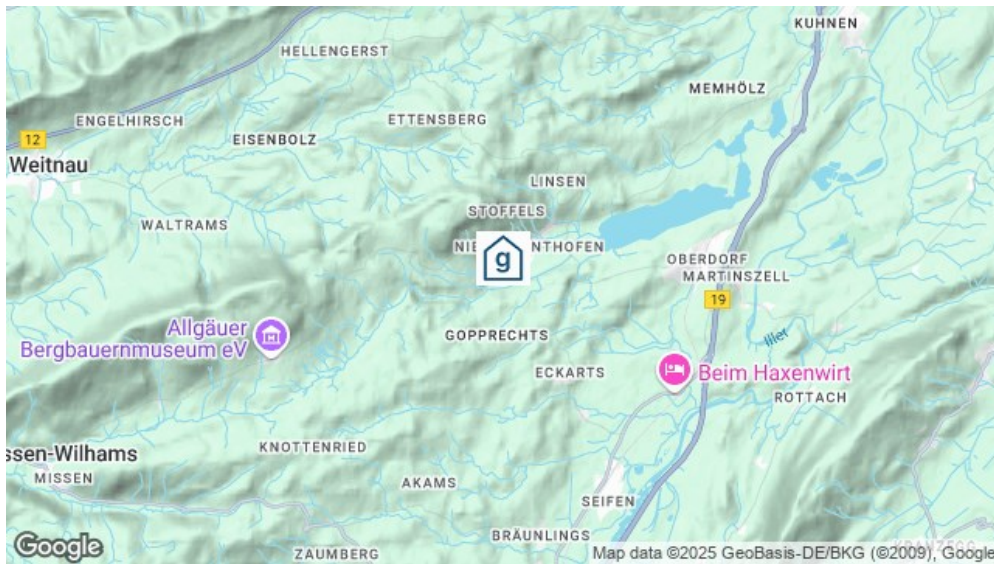 KUHNEN
HELLENGERST
MEMHÖLZ
ENGELHIRSCH
ETTENSBERG
12
EISENBOLZ
Weitnau
LINSEN
STOFFELS
WALTRAMS
NIE
NTHOFEN
g
OBERDORF
MARTINSZELL
19
Allgäuer
Bergbauernmuseum eV
GOPPRECHTS
Iller
ECKARTS
Beim Haxenwirt
ROTTACH
KNOTTENRIED
ssen-Wilhams
MISSEN
AKAMS
SEIFEN
BRÄUNLINGS
Google
ZAUMBERG
Map data ©2025 GeoBasis-DE/BKG (©2009), Google